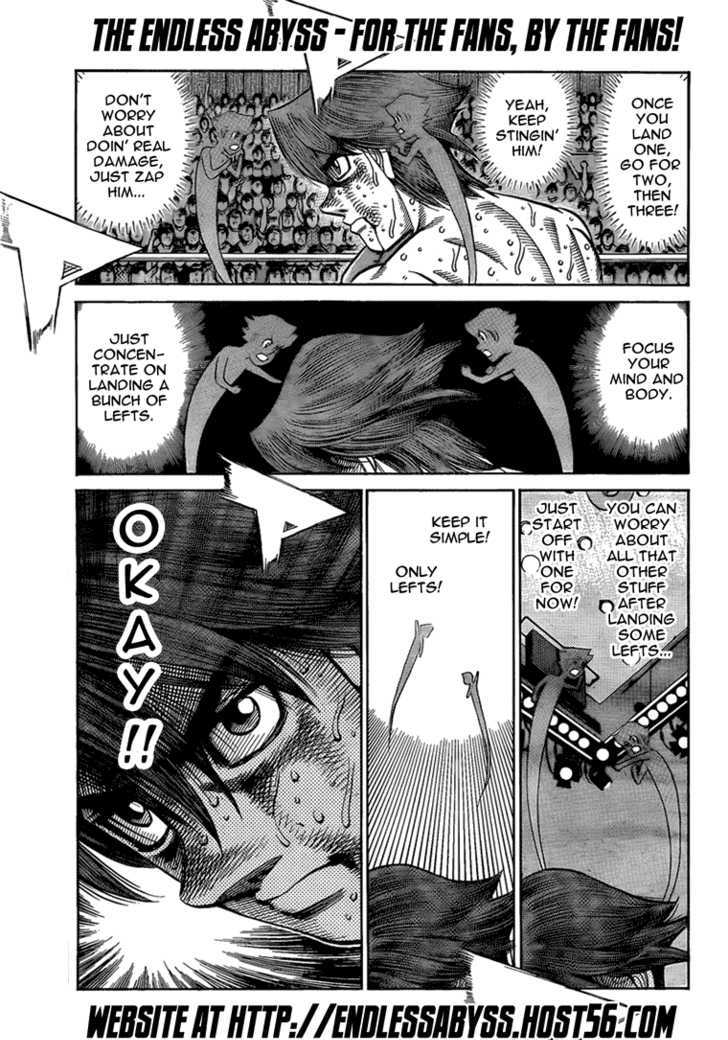 THE ENDLESS ABYSS - FOR THE FANS, BY THE FANS!
ONCE
YOU
LAND
ONE,
GO FOR
TWO,
THEN
THREE!
YEAH,
KEEP
STINGIN'
HIM!
DON'T
WORRY
ABOUT
DOIN' REAL
DAMAGE,
JUST ZAP
HIM...
FOCUS
YOUR
MIND AND
BODY.
JUST
CONCEN-
TRATE ON
LANDING A
BUNCH OF
LEFTS.
YOU CAN
WORRY
ABOUT
ALL THAT
OTHER
STUFF
AFTER
LANDING
SOME
LEFTS...
JUST
START
OFF
WITH
ONE
FOR
NOW!
KEEP IT
SIMPLE!
ONLY
LEFTS!
OKAY!!
WEBSITE AT HTTP://ENDLESSABYSS.HOST56.COM